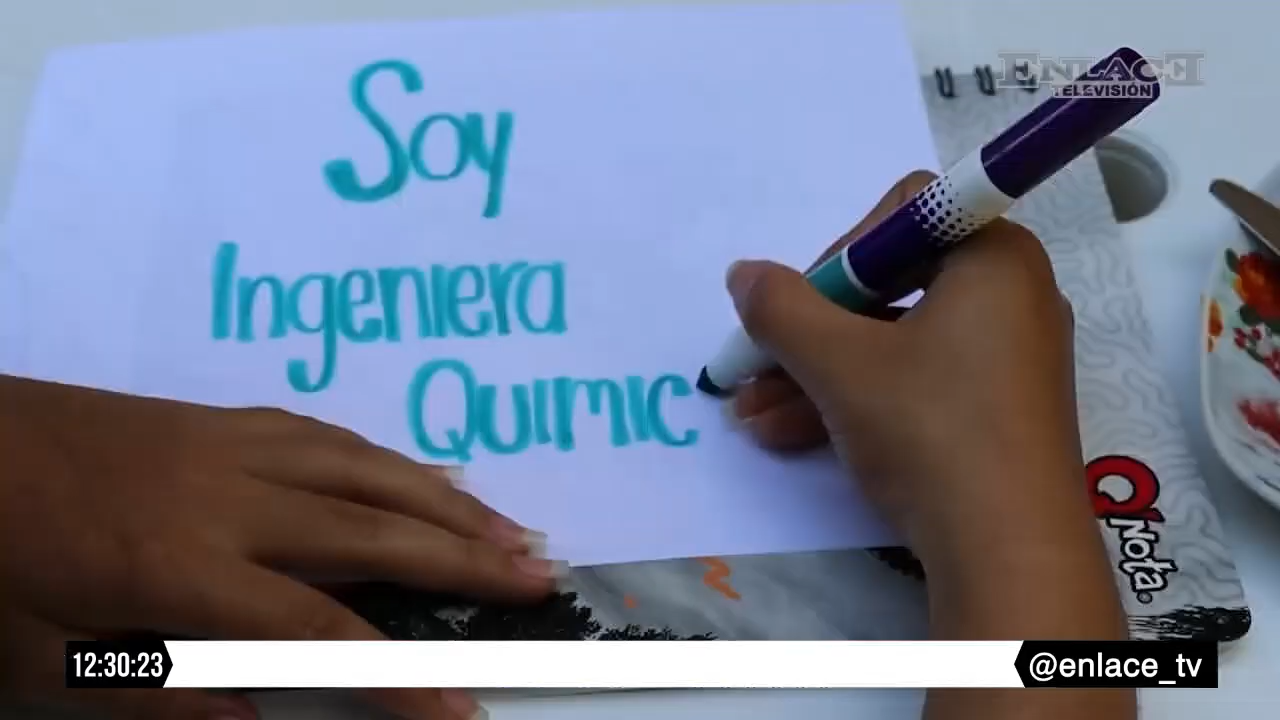 ENLACE
TELEVISIÓN
Soy
Ingeniera
Quimic
Q'Nota
12:30:23
@enlace_tv